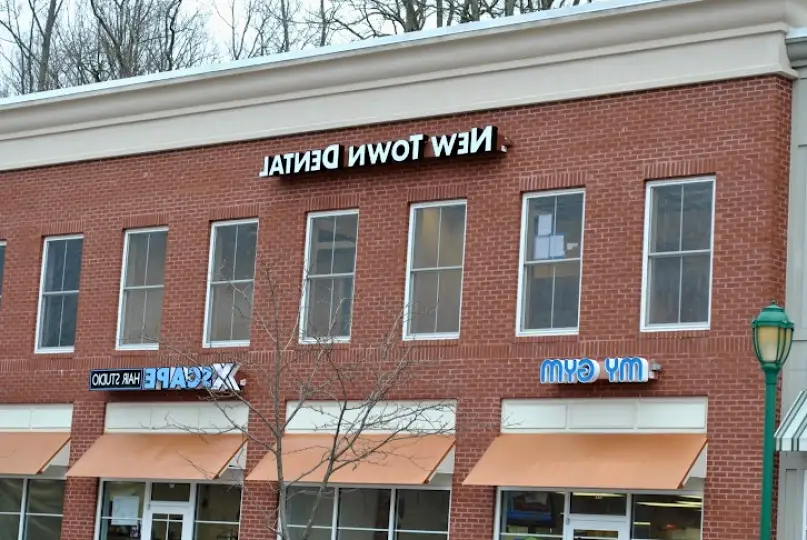 NEW TOWN DENTAL
XSCAPE HAIR STUDIO
MY GYM